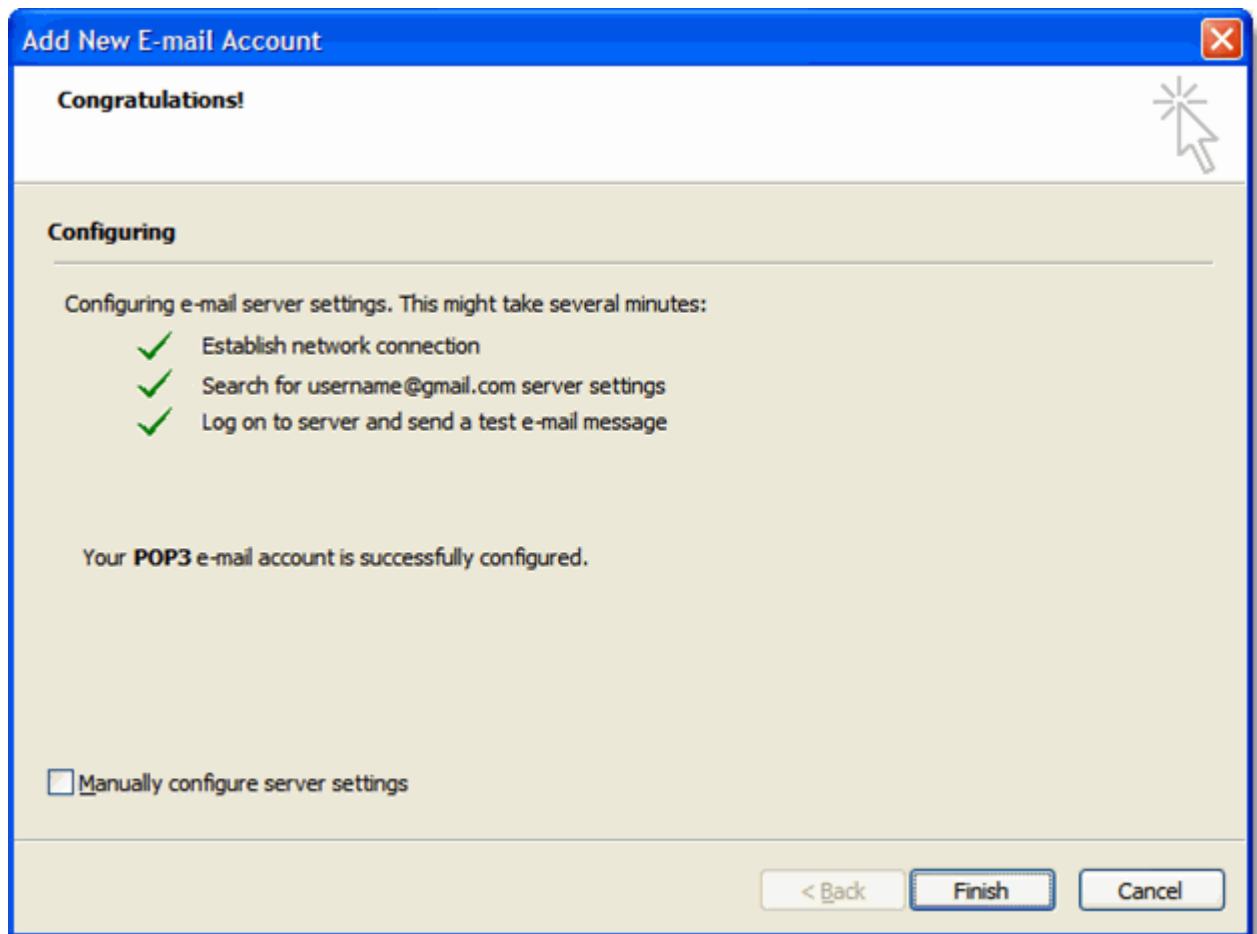 Add New E-mail Account
Congratulations!
Configuring
Configuring e-mail server settings. This might take several minutes:
Establish network connection
Search for username@gmail.com server settings
Log on to server and send a test e-mail message
Your POP3 e-mail account is successfully configured.
Manually configure server settings
< Back Finish Cancel